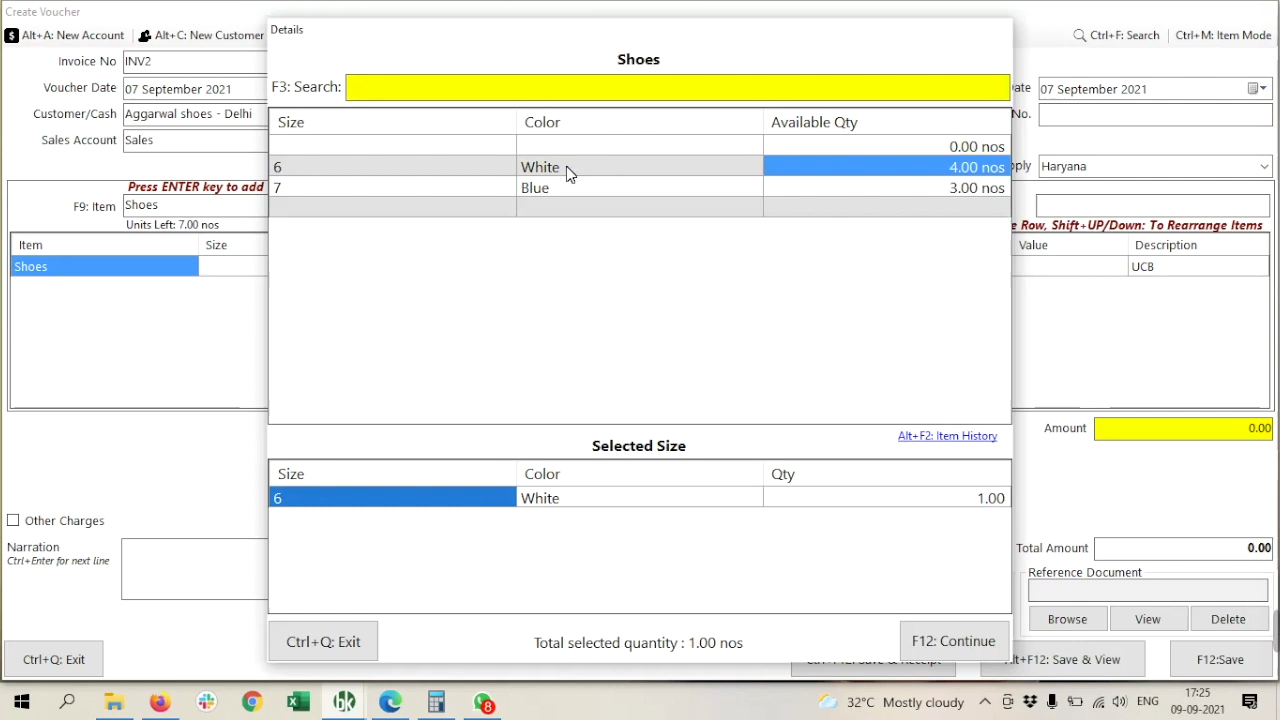 Create Voucher
Alt+A: New Account
Alt+C: New Customer
Details
Ctrl+F: Search
Ctrl+M: Item Mode
Invoice No INV2
Shoes
Voucher Date 07 September 2021
F3: Search:
07 September 2021
Customer/Cash Aggarwal shoes - Delhi
No.
Sales Account Sales
Size Color Available Qty
0.00 nos
6 White 4.00 nos
7 Blue 3.00 nos
Haryana
Press ENTER key to add
F9: Item Shoes
Units Left: 7.00 nos
Row, Shift+UP/Down: To Rearrange Items
Item Size
Value Description
Shoes
UCB
Amount 0.00
Alt+F2: Item History
Selected Size
Size Color Qty
6 White 1.00
Other Charges
Narration
Ctrl+Enter for next line
Total Amount 0.00
Reference Document
Browse View Delete
Ctrl+Q: Exit
Total selected quantity : 1.00 nos
F12: Continue
Ctrl+Q: Exit
Alt+F12: Save & View
F12:Save
bk
8
32°C Mostly cloudy
ENG
17:25
09-09-2021